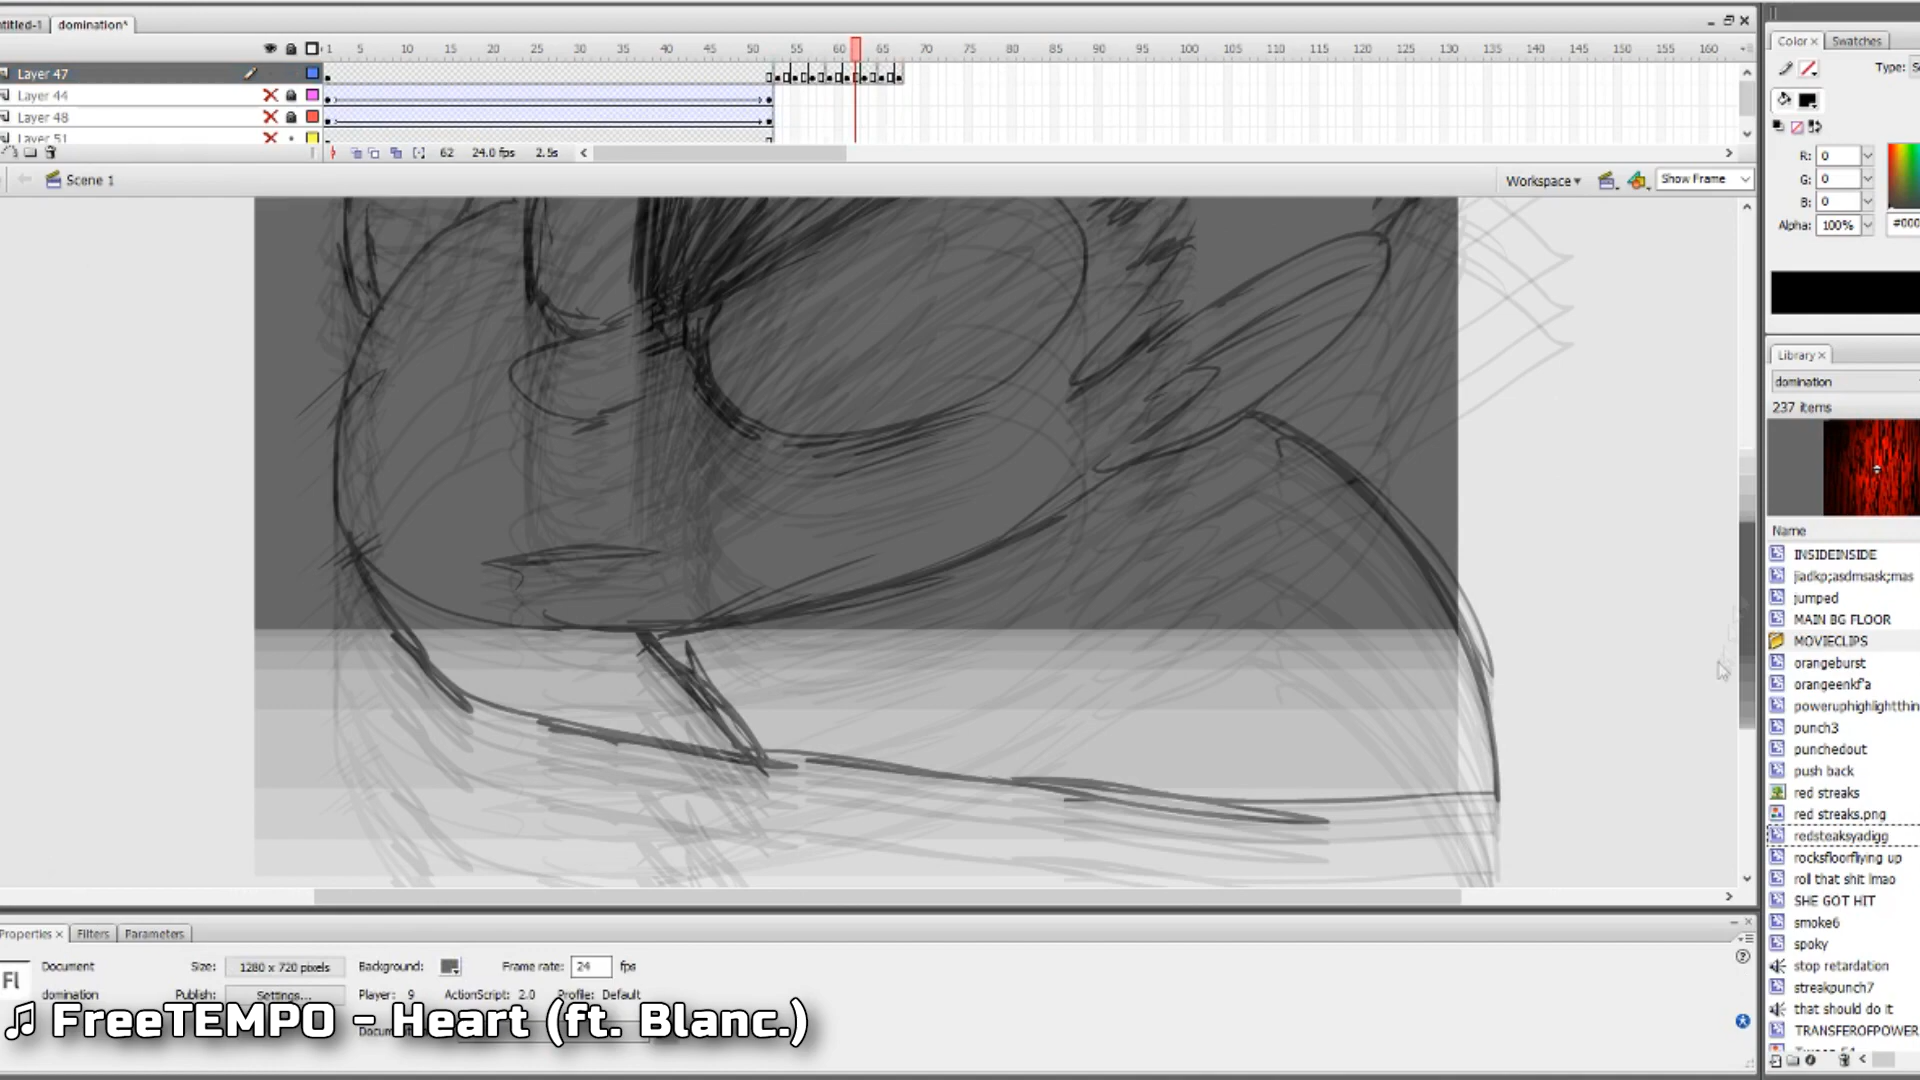 ntitled-1 domination*
1 5 10 15 20 25 30 35 40 45 50 55 60 65 70 75 80 85 90 95 100 105 110 115 120 125 130 135 140 145 150 155 160
Layer 47
Layer 44
Layer 48
Layer 51
62 24.0 fps 2.5s
Scene 1
Workspace
Show Frame
Color Swatches
Type:
R: 0
G: 0
B: 0
Alpha: 100% #000
Library
domination
237 items
Name
INSIDEINSIDE
jiadkp;asdmsask;mas
jumped
MAIN BG FLOOR
MOVIECLIPS
orangeburst
orangeenkf'a
poweruphighlightthin
punch3
punchedout
push back
red streaks
red streaks.png
redsteaksyadigg
rocksfloorflying up
roll that shit lmao
SHE GOT HIT
smoke6
spoky
stop retardation
streakpunch7
that should do it
TRANSFEROFPOWER
Properties Filters Parameters
Fl
Document
domination
Size: 1280 x 720 pixels Background: Frame rate: 24 fps
Publish: Settings... Player: 9 ActionScript: 2.0 Profile: Default
♫ FreeTEMPO - Heart (ft. Blanc.)